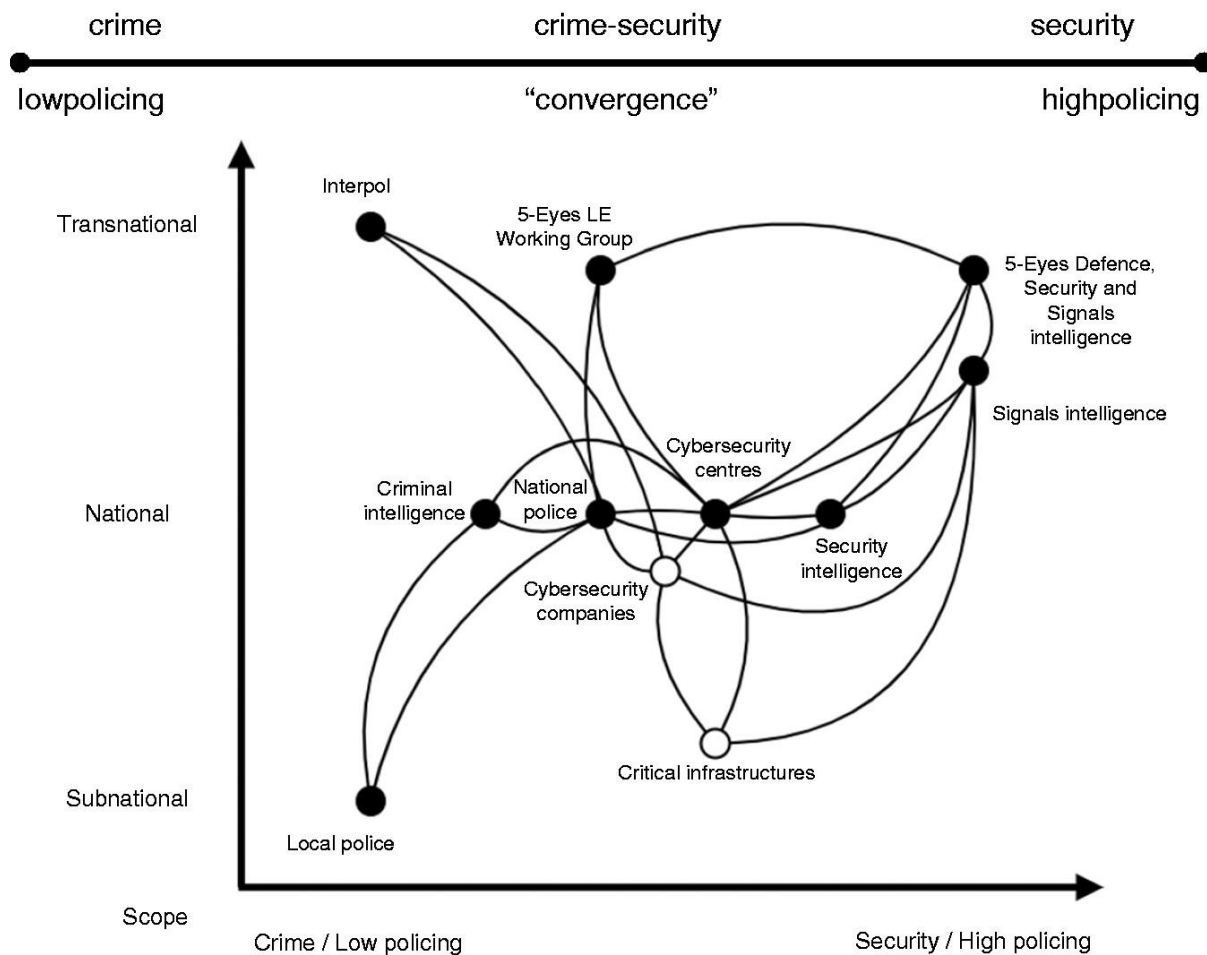 crime
crime-security
security
lowpolicing
“convergence”
highpolicing
Interpol
Transnational
5-Eyes LE
Working Group
5-Eyes Defence,
Security and
Signals
intelligence
Signals intelligence
Cybersecurity
centres
Criminal
intelligence
National
police
National
Security
intelligence
Cybersecurity
companies
Critical infrastructures
Subnational
Local police
Scope
Crime / Low policing
Security / High policing